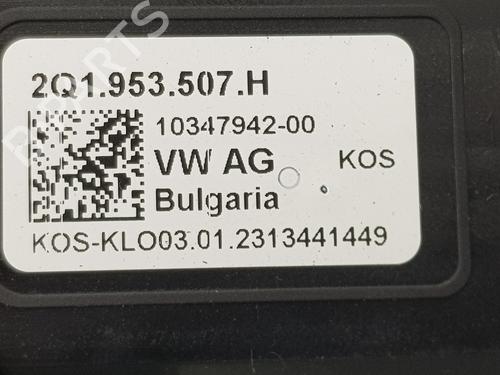 2Q1.953.507.H
10347942-00
VW AG
KOS
Bulgaria
KOS-KLO03.01.2313441449